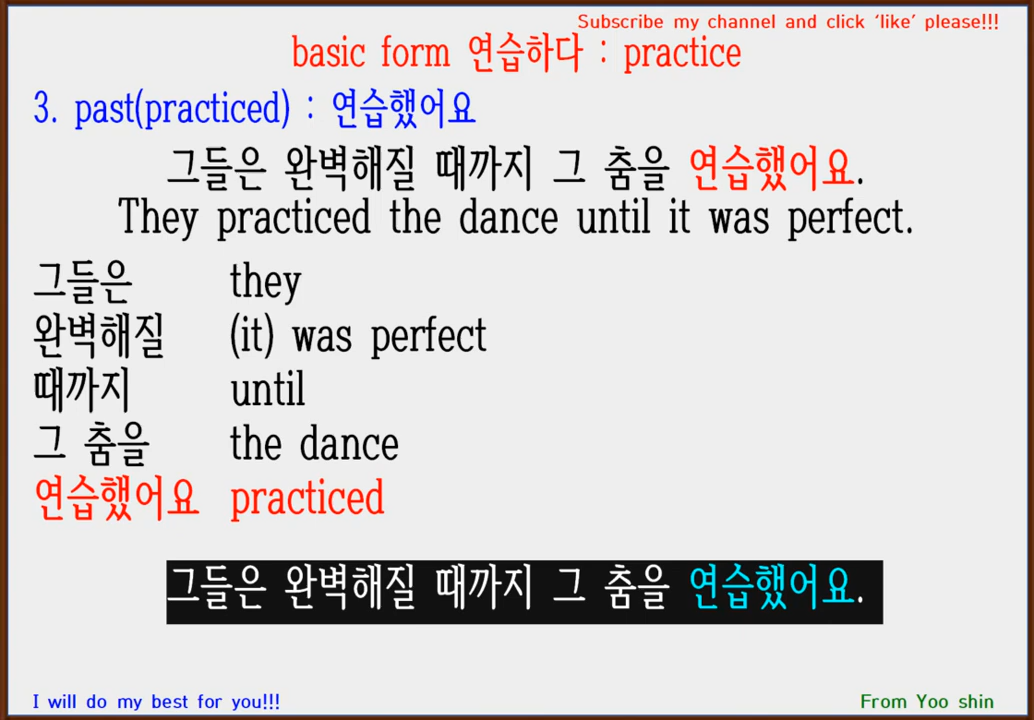 Subscribe my channel and click ‘like’ please!!!
basic form 연습하다 : practice
3. past(practiced) : 연습했어요
그들은 완벽해질 때까지 그 춤을 연습했어요.
They practiced the dance until it was perfect.
그들은 they
완벽해질 (it) was perfect
때까지 until
그 춤을 the dance
연습했어요 practiced
그들은 완벽해질 때까지 그 춤을 연습했어요.
I will do my best for you!!!
From Yoo shin